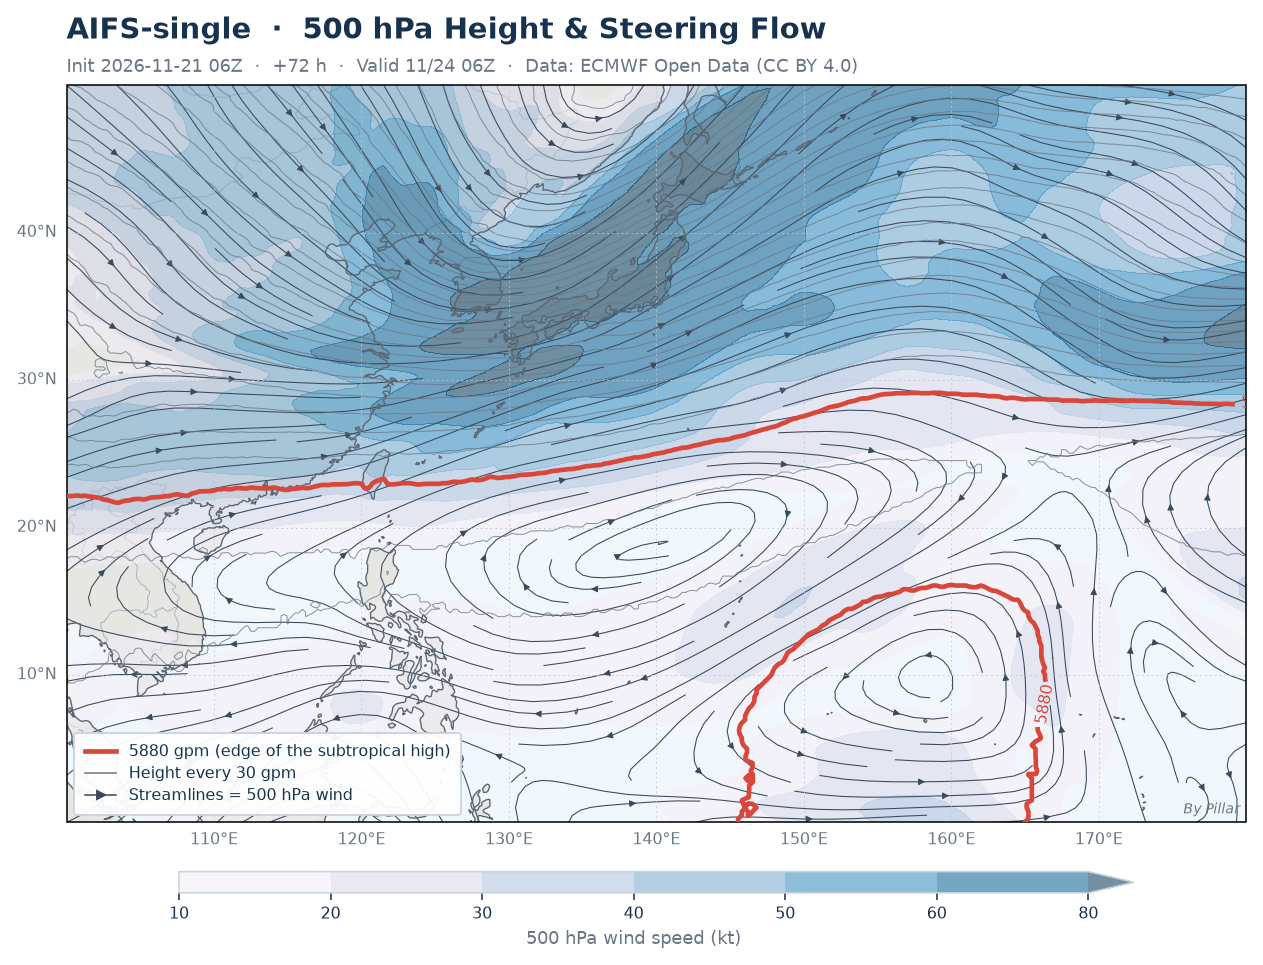 AIFS-single · 500 hPa Height & Steering Flow
Init 2026-11-21 06Z · +72 h · Valid 11/24 06Z · Data: ECMWF Open Data (CC BY 4.0)
40°N
30°N
20°N
10°N
5880
5880 gpm (edge of the subtropical high)
Height every 30 gpm
Streamlines = 500 hPa wind
By Pillar
110°E 120°E 130°E 140°E 150°E 160°E 170°E
10 20 30 40 50 60 80
500 hPa wind speed (kt)